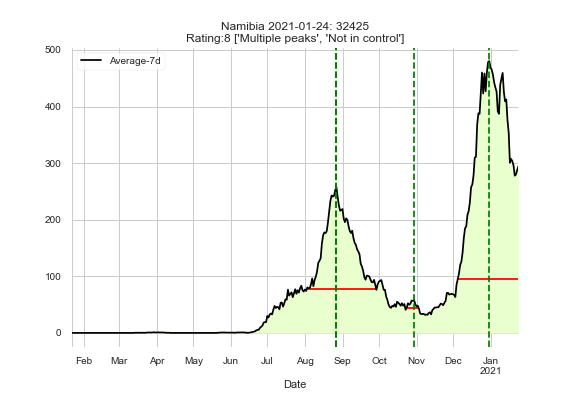 Namibia 2021-01-24: 32425
Rating:8 ['Multiple peaks', 'Not in control']
Average-7d
500
400
300
200
100
0
Feb Mar Apr May Jun Jul Aug Sep Oct Nov Dec Jan
2021
Date